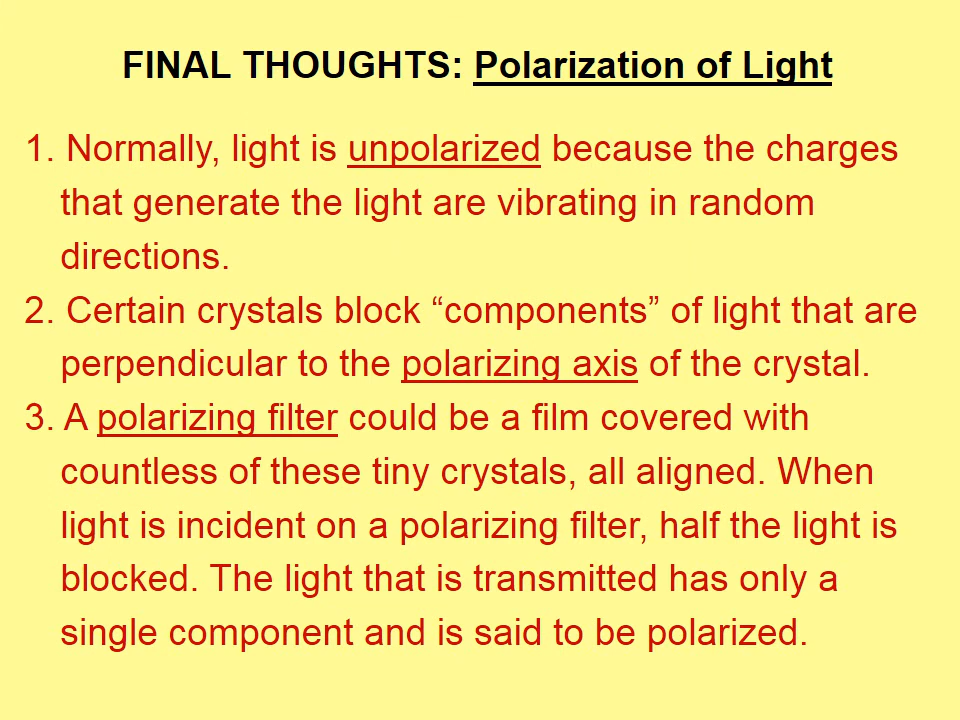 FINAL THOUGHTS: Polarization of Light
1. Normally, light is unpolarized because the charges
that generate the light are vibrating in random
directions.
2. Certain crystals block “components” of light that are
perpendicular to the polarizing axis of the crystal.
3. A polarizing filter could be a film covered with
countless of these tiny crystals, all aligned. When
light is incident on a polarizing filter, half the light is
blocked. The light that is transmitted has only a
single component and is said to be polarized.